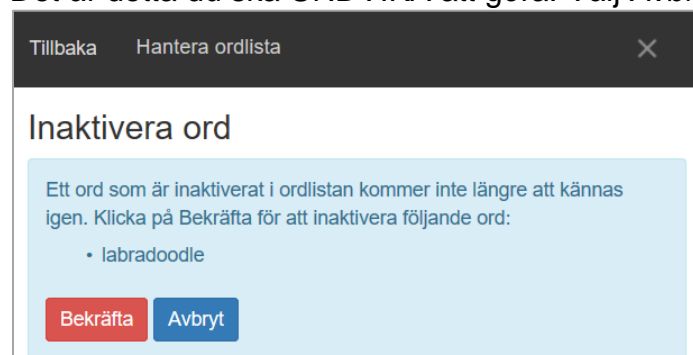 Tillbaka Hantera ordlista ×
Inaktivera ord
Ett ord som är inaktiverat i ordlistan kommer inte längre att kännas
igen. Klicka på Bekräfta för att inaktivera följande ord:
• labradoodle
Bekräfta Avbryt